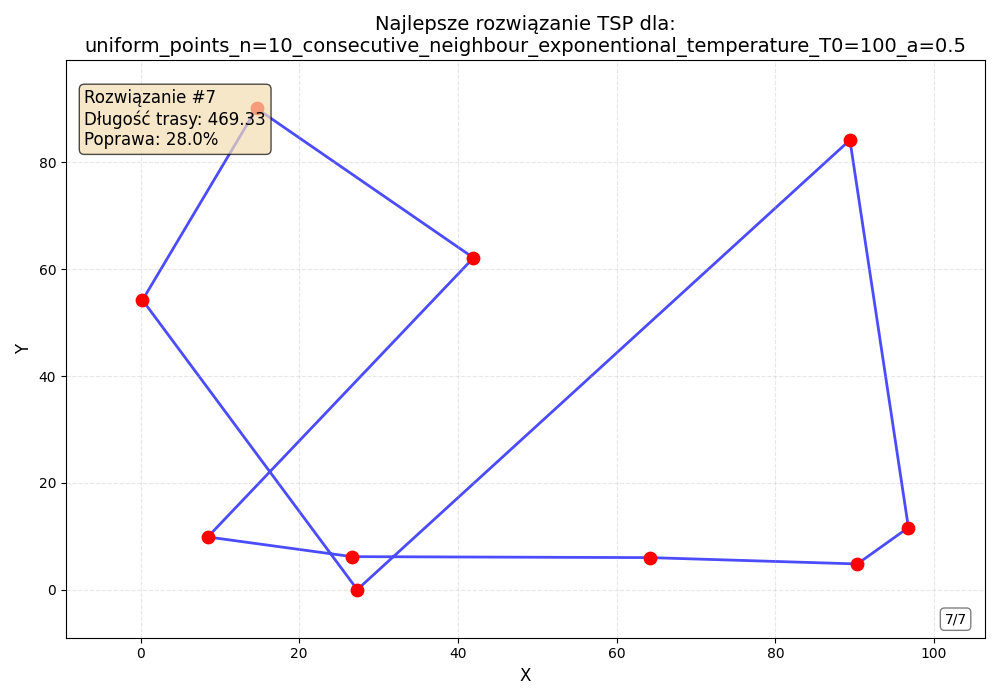 Najlepsze rozwiązanie TSP dla:
uniform_points_n=10_consecutive_neighbour_exponentional_temperature_T0=100_a=0.5
Rozwiązanie #7
Długość trasy: 469.33
Poprawa: 28.0%
80
60
40
20
0
Y
7/7
0
20
40
60
80
100
X